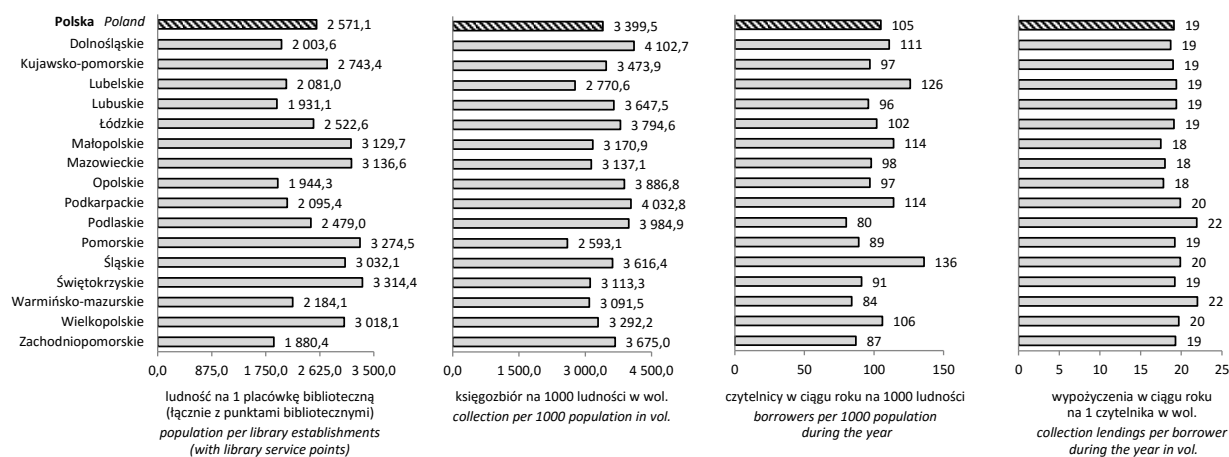 Polska Poland 2 571,1 3 399,5 105 19
Dolnośląskie 2 003,6 4 102,7 111 19
Kujawsko-pomorskie 2 743,4 3 473,9 97 19
Lubelskie 2 081,0 2 770,6 126 19
Lubuskie 1 931,1 3 647,5 96 19
Łódzkie 2 522,6 3 794,6 102 19
Małopolskie 3 129,7 3 170,9 114 18
Mazowieckie 3 136,6 3 137,1 98 18
Opolskie 1 944,3 3 886,8 97 18
Podkarpackie 2 095,4 4 032,8 114 20
Podlaskie 2 479,0 3 984,9 80 22
Pomorskie 3 274,5 2 593,1 89 19
Śląskie 3 032,1 3 616,4 136 20
Świętokrzyskie 3 314,4 3 113,3 91 19
Warmińsko-mazurskie 2 184,1 3 091,5 84 22
Wielkopolskie 3 018,1 3 292,2 106 20
Zachodniopomorskie 1 880,4 3 675,0 87 19
0,0 875,0 1 750,0 2 625,0 3 500,0
ludność na 1 placówkę biblioteczną
(łącznie z punktami bibliotecznymi)
population per library establishments
(with library service points)
0,0 1 500,0 3 000,0 4 500,0
księgozbiór na 1000 ludności w wol.
collection per 1000 population in vol.
0 50 100 150
czytelnicy w ciągu roku na 1000 ludności
borrowers per 1000 population
during the year
0 5 10 15 20 25
wypożyczenia w ciągu roku
na 1 czytelnika w wol.
collection lendings per borrower
during the year in vol.